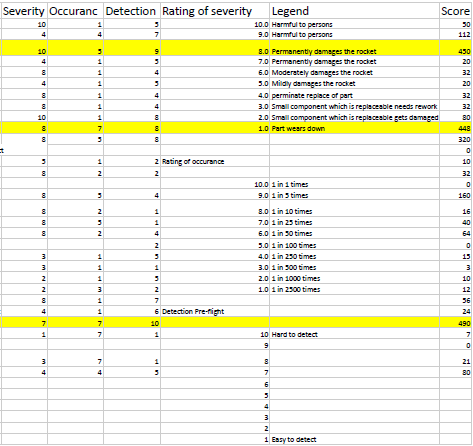 Severity Occuranc Detection Rating of severity Legend Score
10 1 5 10.0 Harmful to persons 50
4 4 7 9.0 Harmful to persons 112
10 5 9 8.0 Permanently damages the rocket 450
4 1 5 7.0 Permanently damages the rocket 20
8 1 4 6.0 Moderately damages the rocket 32
4 1 5 5.0 Mildly damages the rocket 20
8 1 4 4.0 perminate replace of part 32
8 1 4 3.0 Small component which is replaceable needs rework 32
10 1 8 2.0 Small component which is replaceable gets damaged 80
8 7 8 1.0 Part wears down 448
8 5 8 320
0
5 1 2 Rating of occurance 10
8 2 2 32
10.0 1 in 1 times 0
8 5 4 9.0 1 in 5 times 160
8 2 1 8.0 1 in 10 times 16
8 5 1 7.0 1 in 25 times 40
8 2 4 6.0 1 in 50 times 64
2 5.0 1 in 100 times 0
3 1 5 4.0 1 in 250 times 15
3 1 1 3.0 1 in 500 times 3
2 1 5 2.0 1 in 1000 times 10
2 3 2 1.0 1 in 2500 times 12
8 1 7 56
4 1 6 Detection Pre-flight 24
7 7 10 490
1 7 1 10 Hard to detect 7
9 0
3 7 1 8 21
4 4 5 7 80
6
5
4
3
2
1 Easy to detect